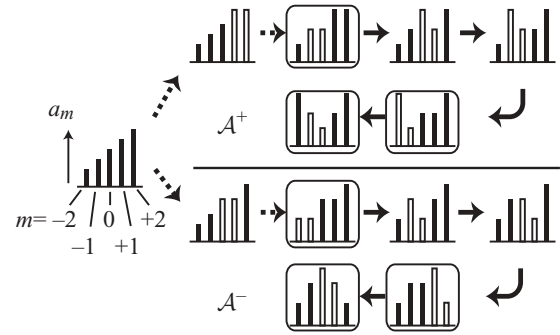 a_m
m= –2 0 +2
–1 +1
𝒜⁺
𝒜⁻